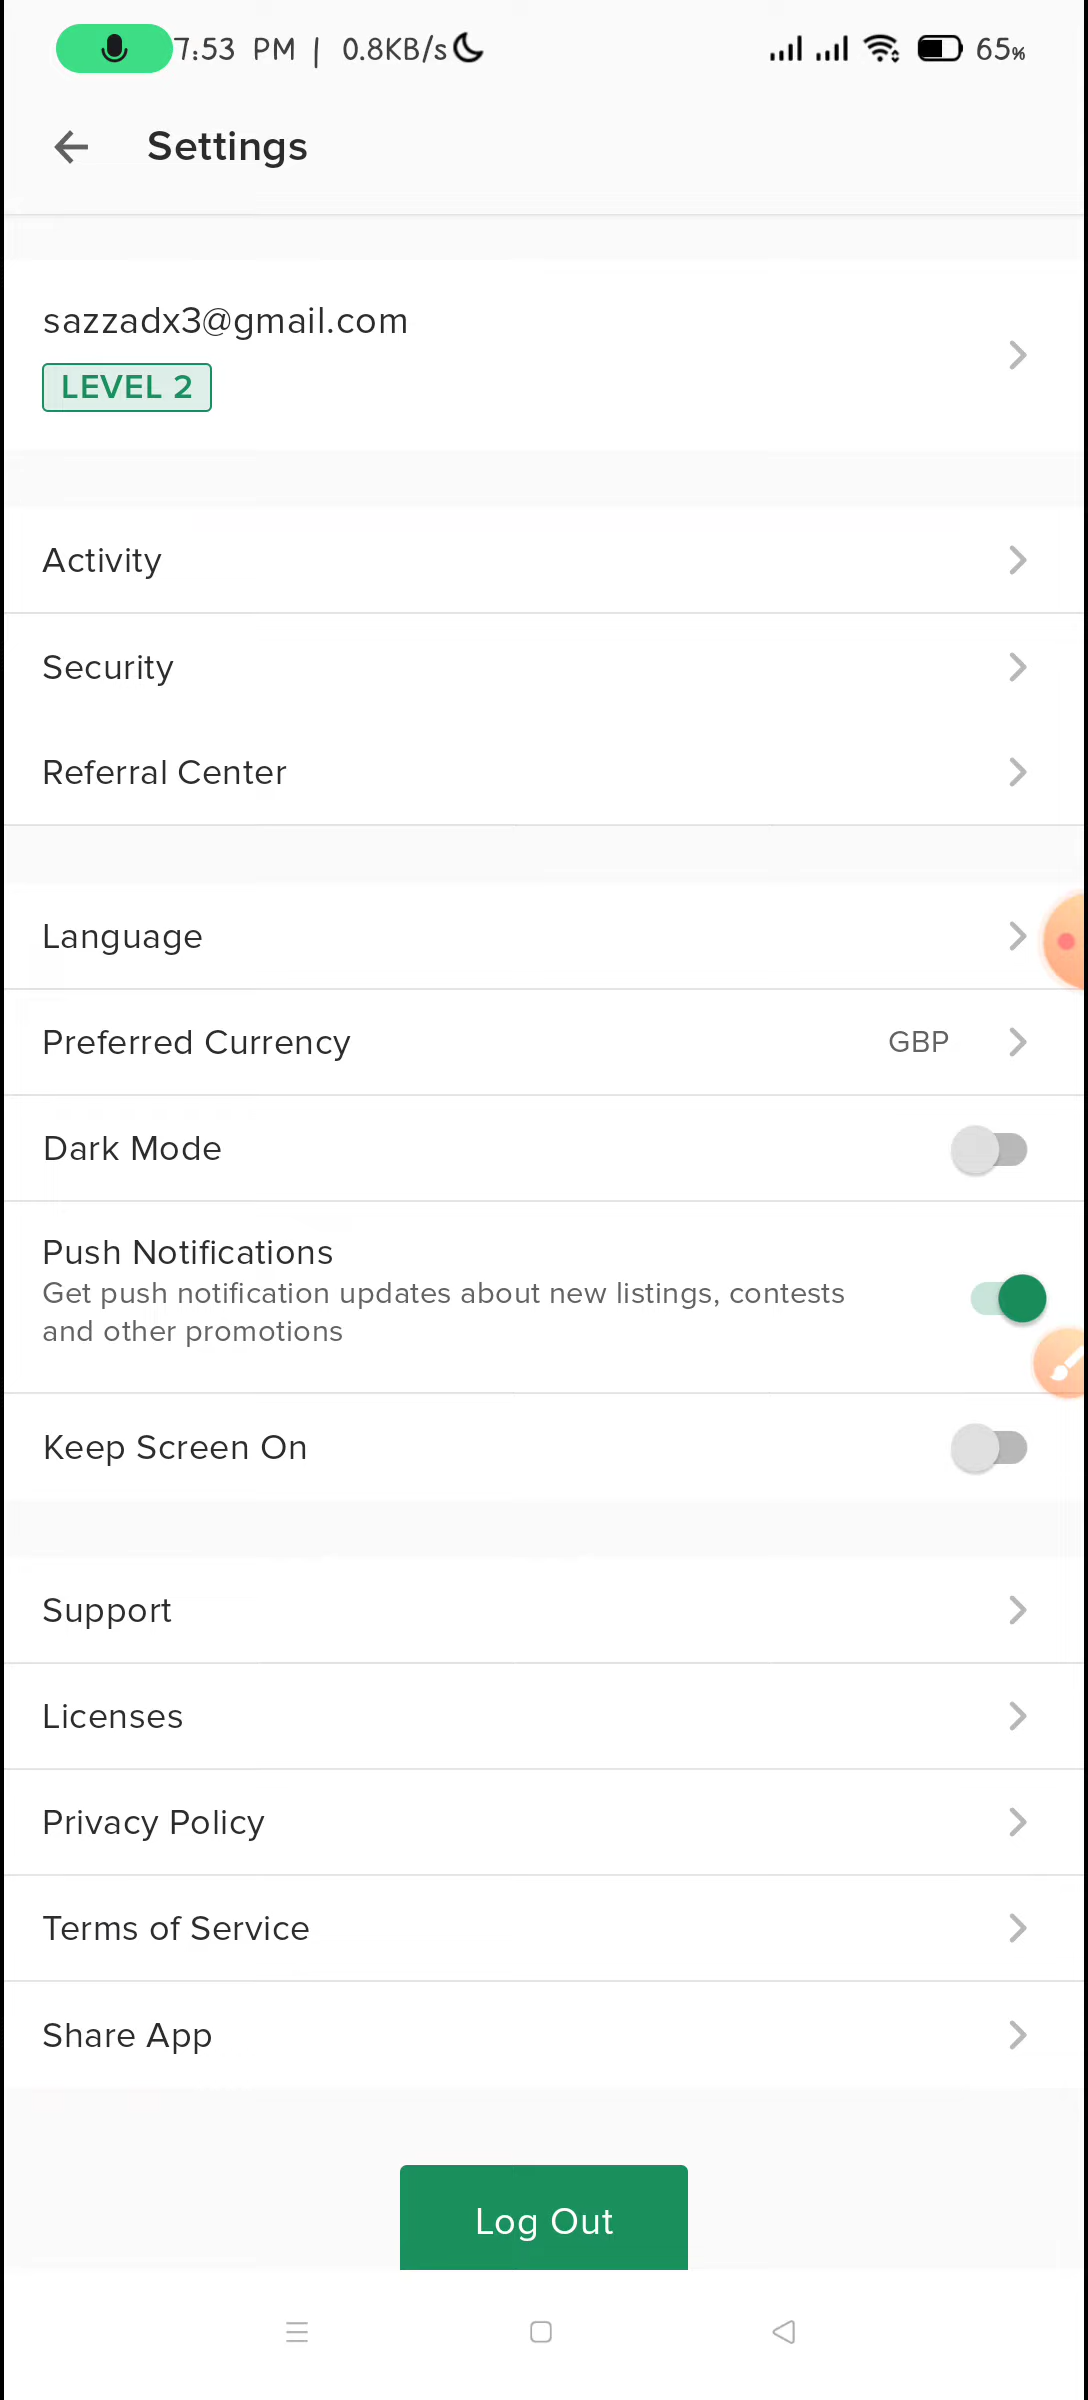 7:53 PM | 0.8KB/s 65%
Settings
sazzadx3@gmail.com
LEVEL 2
Activity
Security
Referral Center
Language
Preferred Currency GBP
Dark Mode
Push Notifications
Get push notification updates about new listings, contests
and other promotions
Keep Screen On
Support
Licenses
Privacy Policy
Terms of Service
Share App
Log Out